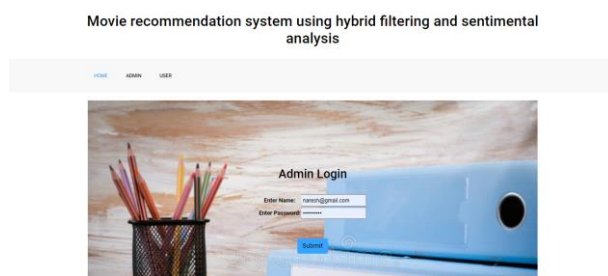 Movie recommendation system using hybrid filtering and sentimental
analysis
HOME ADMIN USER
Admin Login
Enter Name: naresh@gmail.com
Enter Password: ••••••••
Submit